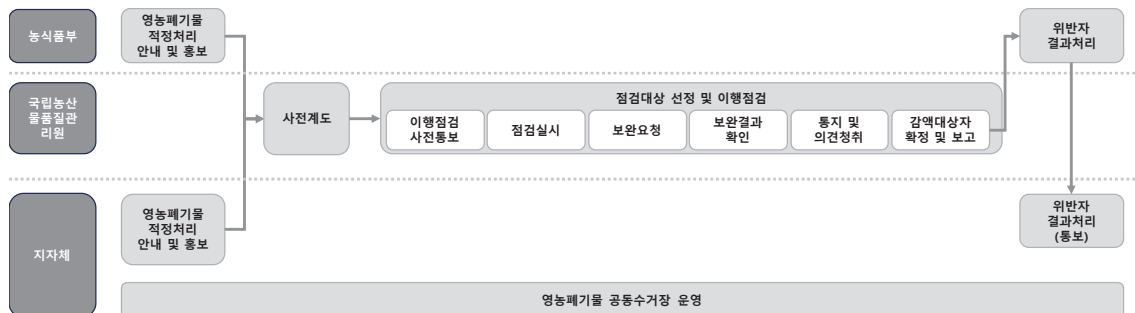 농식품부
영농폐기물
적정처리
안내 및 홍보
위반자
결과처리
국립농산
물품질관
리원
사전계도
점검대상 선정 및 이행점검
이행점검
사전통보
점검실시
보완요청
보완결과
확인
통지 및
의견청취
감액대상자
확정 및 보고
지자체
영농폐기물
적정처리
안내 및 홍보
위반자
결과처리
(통보)
영농폐기물 공동수거장 운영